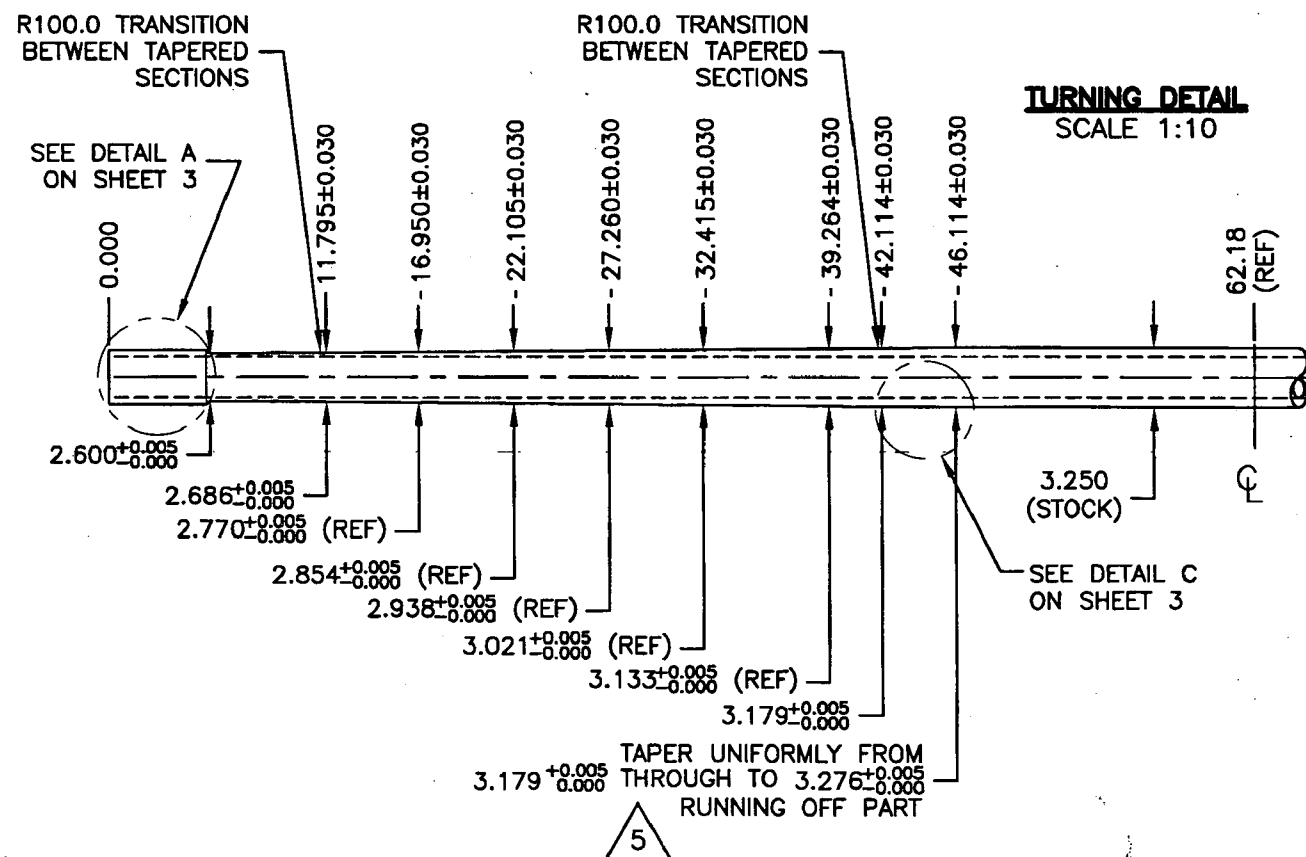 R100.0 TRANSITION
BETWEEN TAPERED
SECTIONS
R100.0 TRANSITION
BETWEEN TAPERED
SECTIONS
TURNING DETAIL
SCALE 1:10
SEE DETAIL A
ON SHEET 3
0.000
11.795±0.030
16.950±0.030
22.105±0.030
27.260±0.030
32.415±0.030
39.264±0.030
42.114±0.030
46.114±0.030
62.18
(REF)
2.600 +0.005
-0.000
2.686 +0.005
-0.000
2.770 +0.005
-0.000 (REF)
2.854 +0.005
-0.000 (REF)
2.938 +0.005
-0.000 (REF)
3.021 +0.005
-0.000 (REF)
3.133 +0.005
-0.000 (REF)
3.179 +0.005
-0.000
3.250
(STOCK)
CL
SEE DETAIL C
ON SHEET 3
TAPER UNIFORMLY FROM
3.179 +0.005
0.000 THROUGH TO 3.276 +0.005
-0.000
RUNNING OFF PART
5